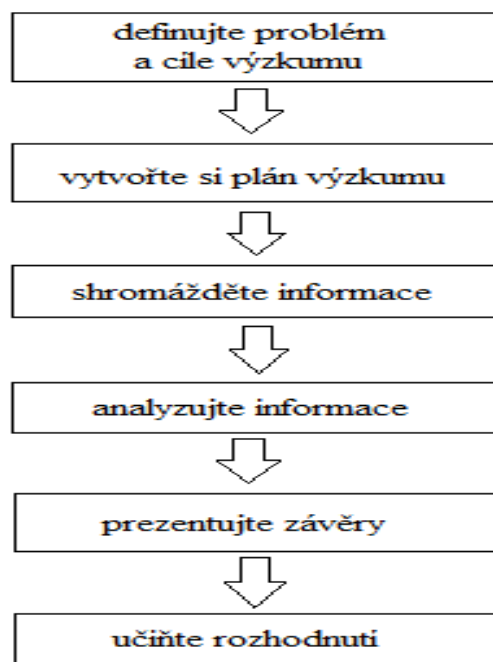 definujte problém
a cíle výzkumu
vytvořte si plán výzkumu
shromážděte informace
analyzujte informace
prezentujte závěry
učiňte rozhodnutí